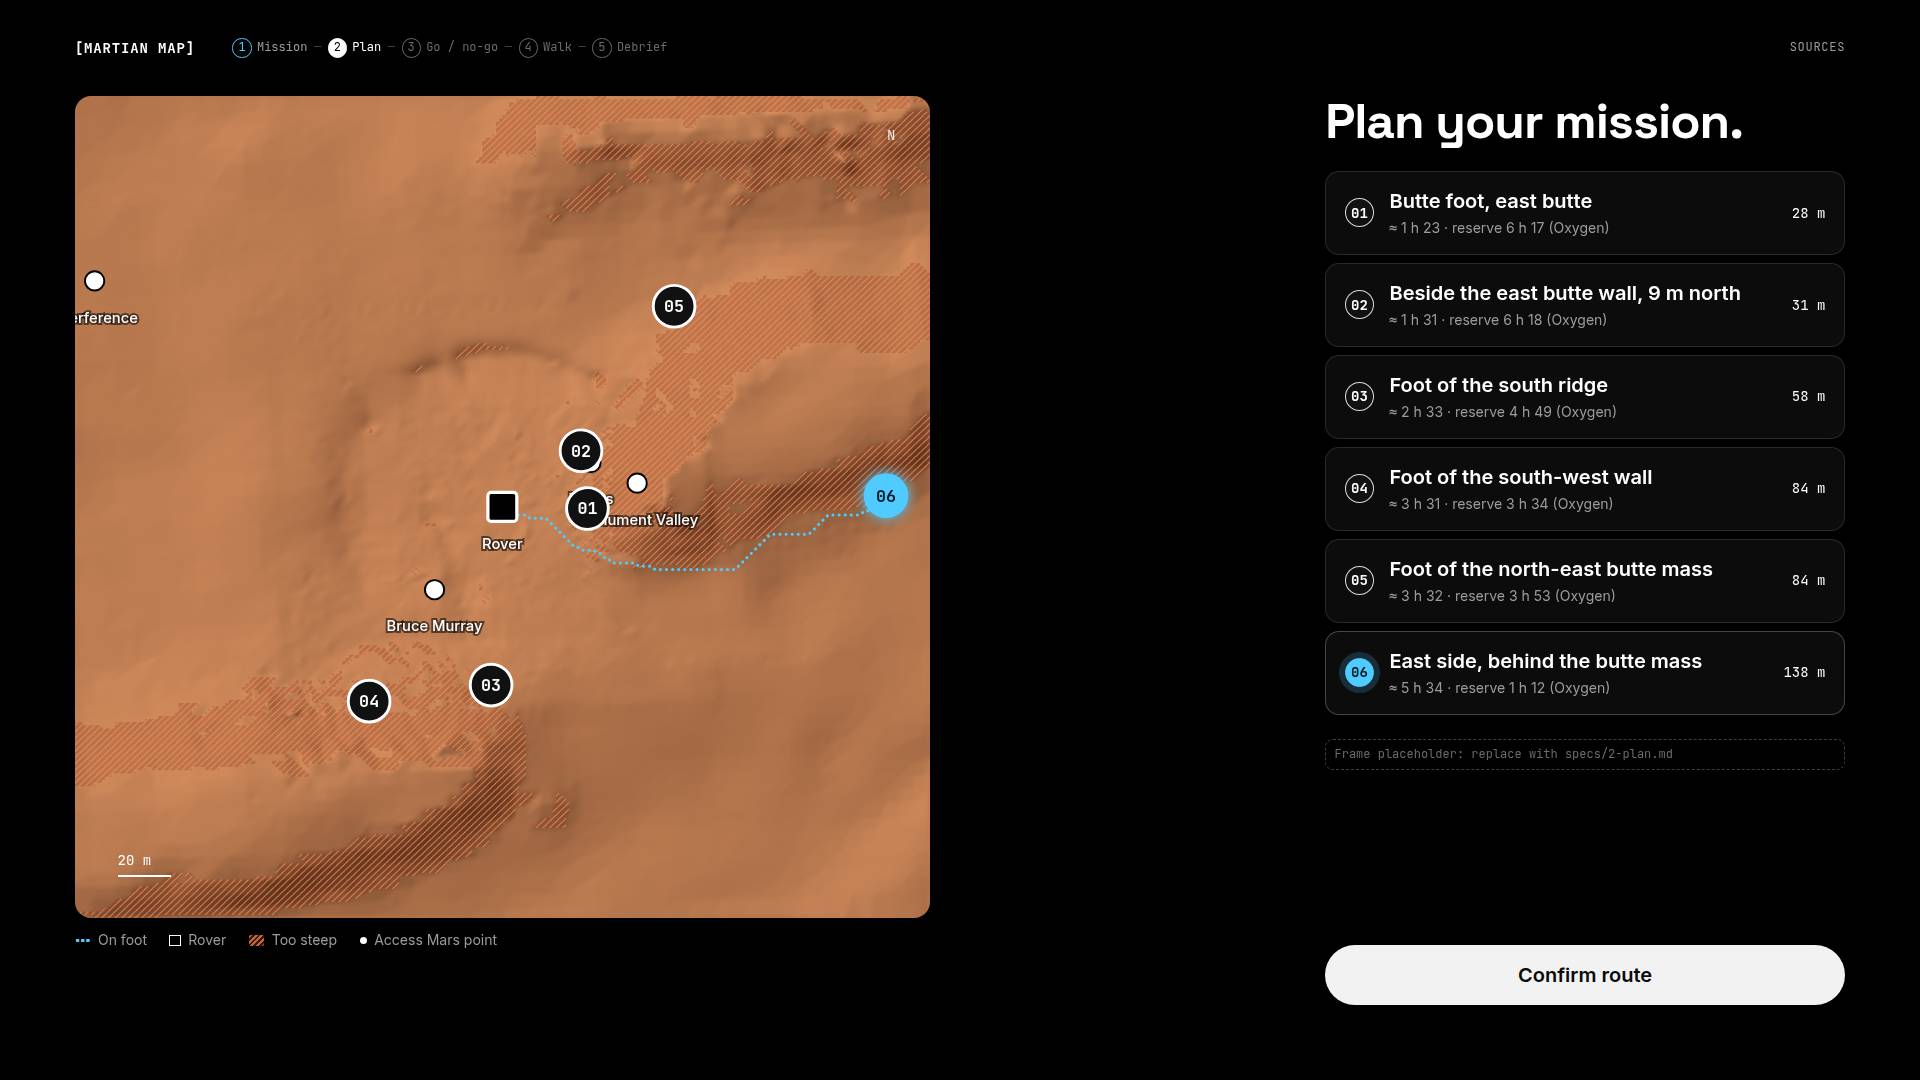 [MARTIAN MAP]
1 Mission — 2 Plan — 3 Go / no-go — 4 Walk — 5 Debrief
SOURCES
N
erference
05
02
01
ument Valley
06
Rover
Bruce Murray
03
04
20 m
On foot
Rover
Too steep
Access Mars point
Plan your mission.
01 Butte foot, east butte
≈ 1 h 23 · reserve 6 h 17 (Oxygen)
28 m
02 Beside the east butte wall, 9 m north
≈ 1 h 31 · reserve 6 h 18 (Oxygen)
31 m
03 Foot of the south ridge
≈ 2 h 33 · reserve 4 h 49 (Oxygen)
58 m
04 Foot of the south-west wall
≈ 3 h 31 · reserve 3 h 34 (Oxygen)
84 m
05 Foot of the north-east butte mass
≈ 3 h 32 · reserve 3 h 53 (Oxygen)
84 m
06 East side, behind the butte mass
≈ 5 h 34 · reserve 1 h 12 (Oxygen)
138 m
Frame placeholder: replace with specs/2-plan.md
Confirm route